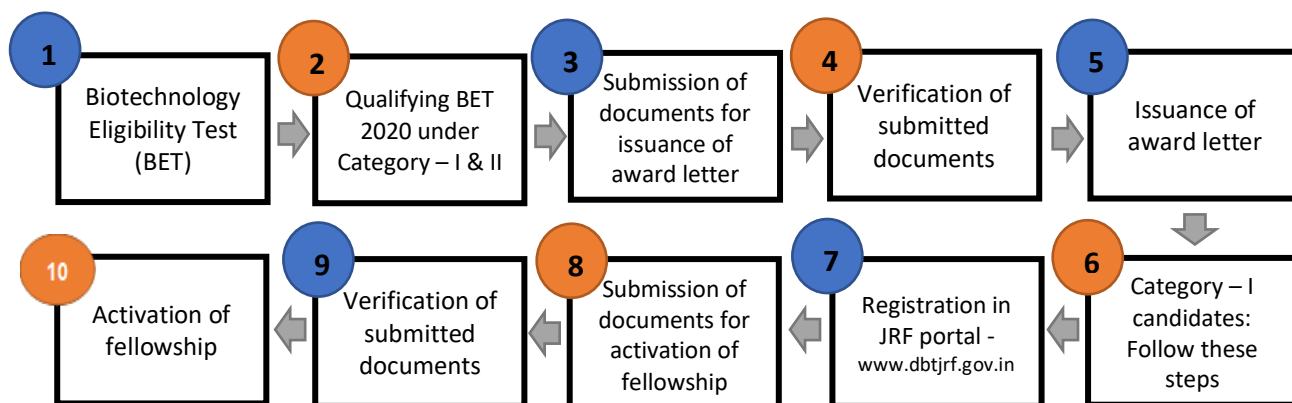 1
Biotechnology
Eligibility Test
(BET)
2
Qualifying BET
2020 under
Category – I & II
3
Submission of
documents for
issuance of
award letter
4
Verification of
submitted
documents
5
Issuance of
award letter
6
Category – I
candidates:
Follow these
steps
7
Registration in
JRF portal -
www.dbtjrf.gov.in
8
Submission of
documents for
activation of
fellowship
9
Verification of
submitted
documents
10
Activation of
fellowship